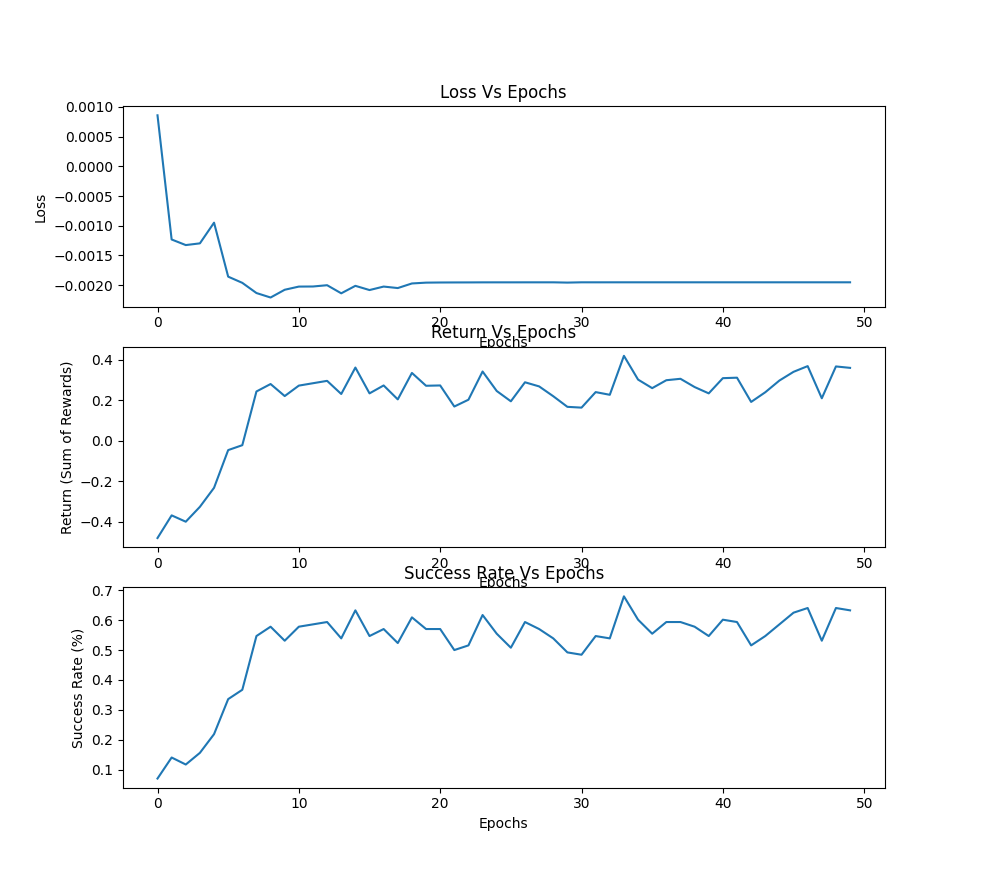 Loss Vs Epochs
Loss
0.0010
0.0005
0.0000
−0.0005
−0.0010
−0.0015
−0.0020
0 10 20 30 40 50
Epochs
Return Vs Epochs
Return (Sum of Rewards)
0.4
0.2
0.0
−0.2
−0.4
0 10 20 30 40 50
Epochs
Success Rate Vs Epochs
Success Rate (%)
0.7
0.6
0.5
0.4
0.3
0.2
0.1
0 10 20 30 40 50
Epochs